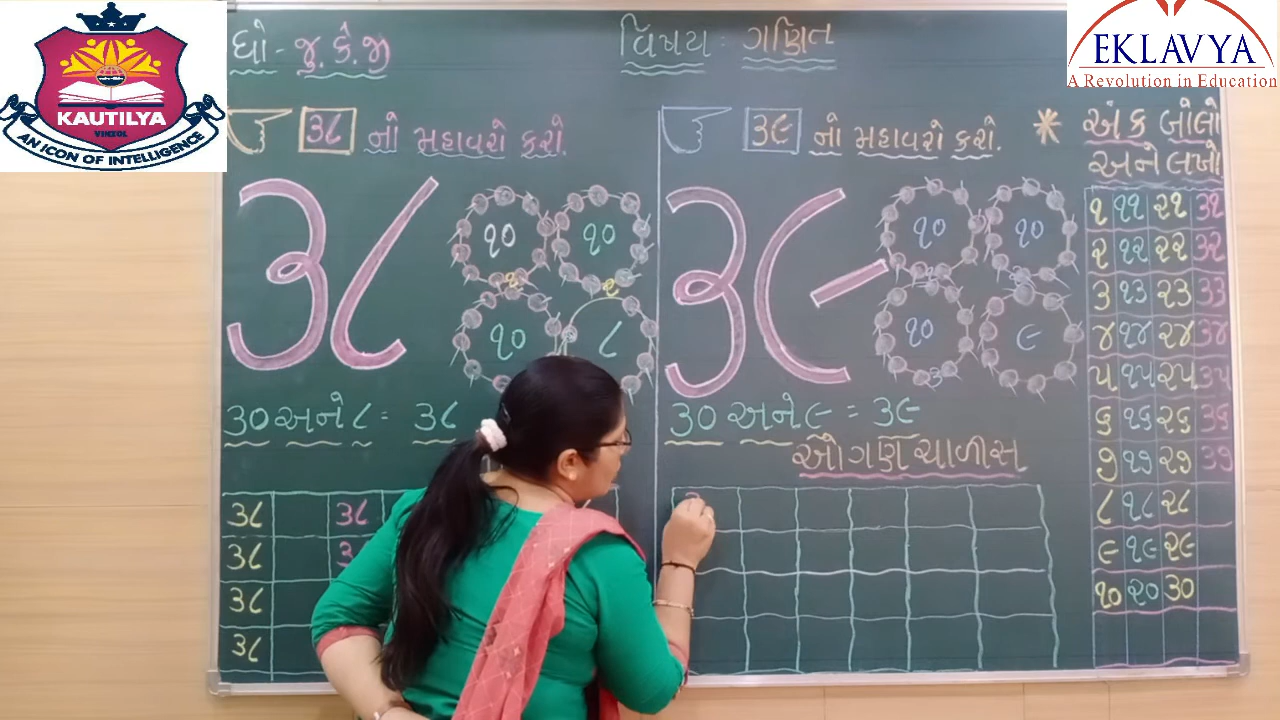 KAUTILYA
VINZOL
AN ICON OF INTELLIGENCE
EKLAVYA
A Revolution in Education
ધો - જુ. કે. જી
વિષય : ગણિત
૩૮ નો મહાવરો કરો.
૩૮
૧૦ ૧૦
૧૦ ૮
૩૦ અને ૮ = ૩૮
૩૮ ૩૮
૩૮
૩૮
૩૮
૩૯ નો મહાવરો કરો.
૩૯
૧૦ ૧૦
૧૦ ૯
૩૦ અને ૯ = ૩૯
ઓગણચાળીસ
* અંક બોલો
અને લખો
૧ ૧૧ ૨૧ ૩૧
૨ ૧૨ ૨૨ ૩૨
૩ ૧૩ ૨૩ ૩૩
૪ ૧૪ ૨૪ ૩૪
૫ ૧૫ ૨૫ ૩૫
૬ ૧૬ ૨૬ ૩૬
૭ ૧૭ ૨૭ ૩૭
૮ ૧૮ ૨૮
૯ ૧૯ ૨૯
૧૦ ૨૦ ૩૦